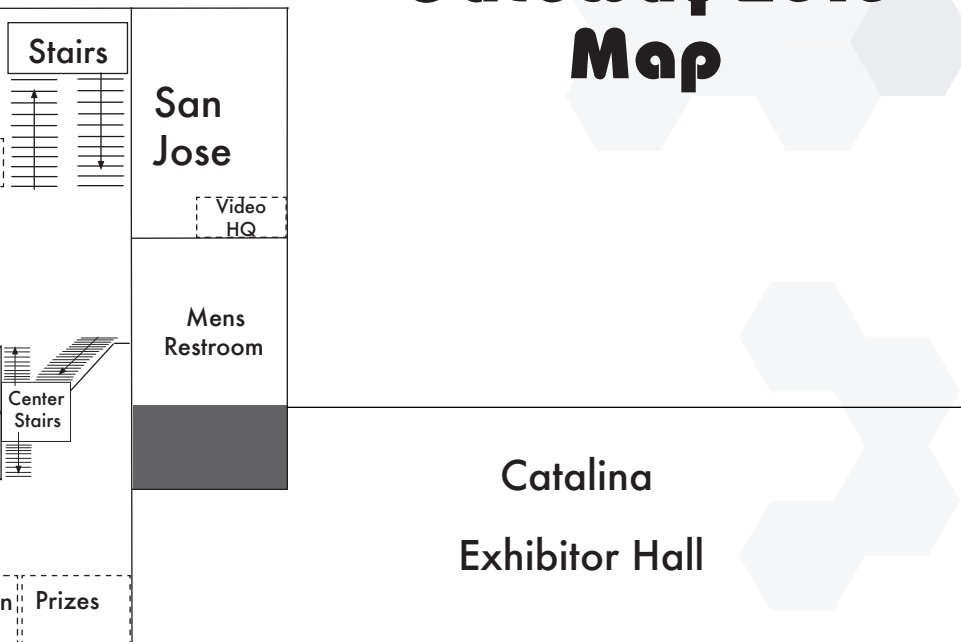 Map
Stairs
San
Jose
Video
HQ
Mens
Restroom
Center
Stairs
Catalina
Exhibitor Hall
Prizes